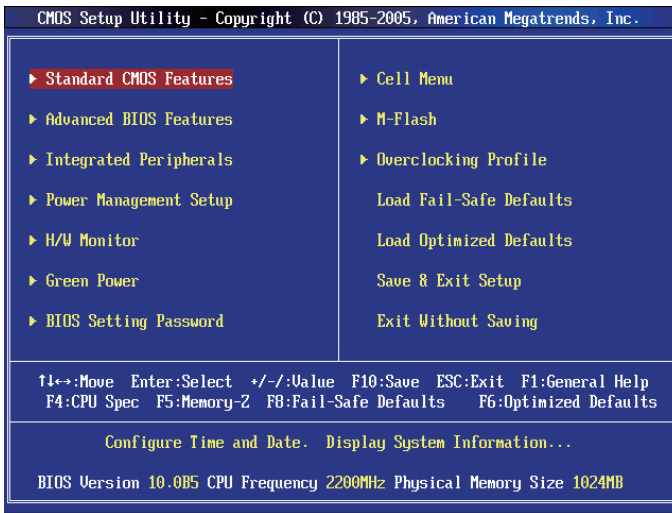 CMOS Setup Utility - Copyright (C) 1985-2005, American Megatrends, Inc.
Standard CMOS Features
Advanced BIOS Features
Integrated Peripherals
Power Management Setup
H/W Monitor
Green Power
BIOS Setting Password
Cell Menu
M-Flash
Overclocking Profile
Load Fail-Safe Defaults
Load Optimized Defaults
Save & Exit Setup
Exit Without Saving
↑↓↔:Move Enter:Select +/-/:Value F10:Save ESC:Exit F1:General Help
F4:CPU Spec F5:Memory-Z F8:Fail-Safe Defaults F6:Optimized Defaults
Configure Time and Date. Display System Information...
BIOS Version 10.0B5 CPU Frequency 2200MHz Physical Memory Size 1024MB